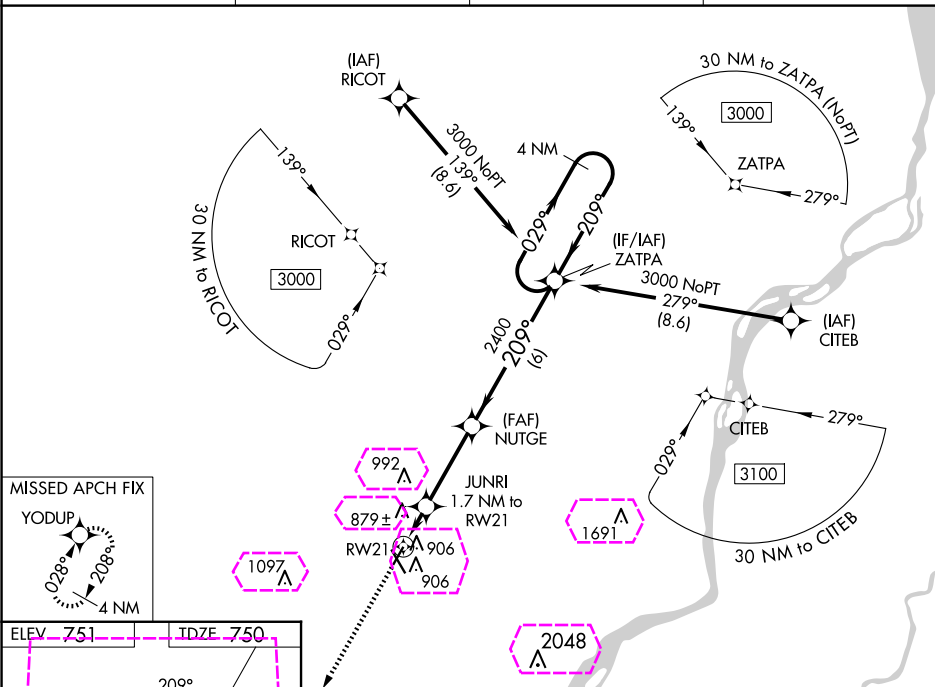 (IAF)
RICOT
3000 NoPT
139°
(8.6)
4 NM
029°
209°
(IF/IAF)
ZATPA
30 NM to ZATPA (NoPT)
3000
139°
ZATPA
279°
139°
RICOT
3000
30 NM to RICOT
029°
3000 NoPT
279°
(8.6)
(IAF)
CITEB
2400
209°
(6)
(FAF)
NUTGE
279°
CITEB
029°
3100
30 NM to CITEB
992
879±
JUNRI
1.7 NM to
RW21
RW21
906
906
1691
1097
2048
MISSED APCH FIX
YODUP
028°
208°
4 NM
ELEV 751
TDZE 750
209°